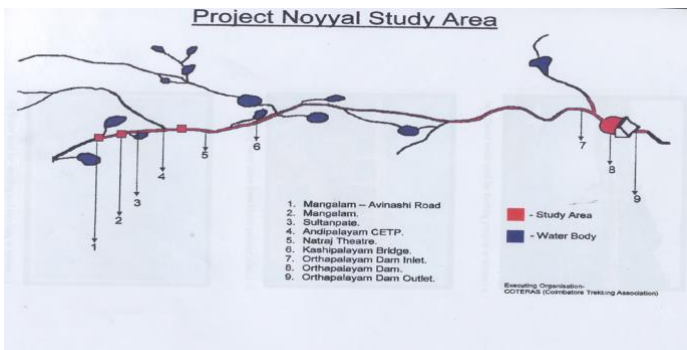 Project Noyyal Study Area
1
2
3
4
5
6
7
8
9
1. Mangalam – Avinashi Road
2. Mangalam.
3. Sultanpate.
4. Andipalayam CETP.
5. Natraj Theatre.
6. Kashipalayam Bridge.
7. Orthapalayam Dam Inlet.
8. Orthapalayam Dam.
9. Orthapalayam Dam Outlet.
- Study Area
- Water Body
Executing Organisation-
COTERAS (Coimbatore Trekking Association)